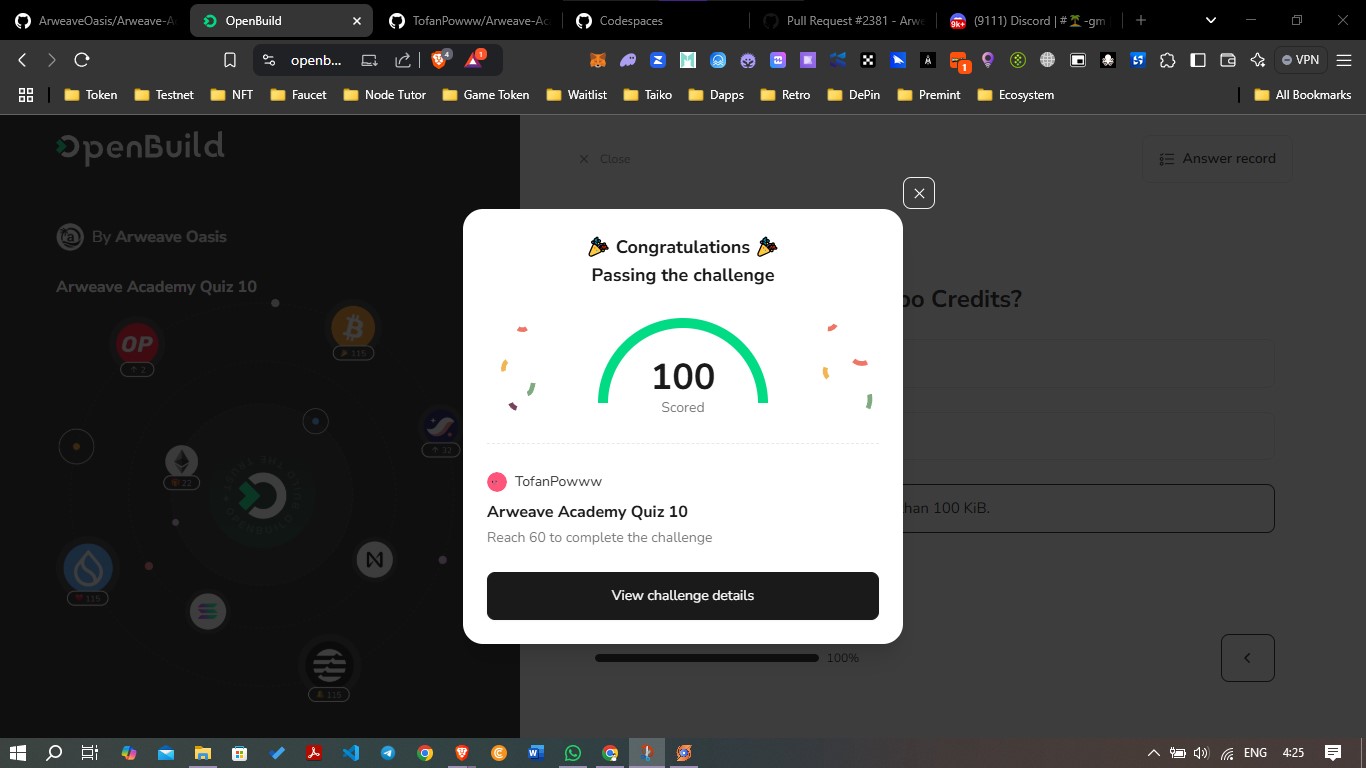 ArweaveOasis/Arweave-A
OpenBuild
TofanPowww/Arweave-Ac
Codespaces
Pull Request #2381 - Arwe
(9111) Discord | #🏝️-gm
openb...
4
1
1
VPN
Token
Testnet
NFT
Faucet
Node Tutor
Game Token
Waitlist
Taiko
Dapps
Retro
DePin
Premint
Ecosystem
All Bookmarks
OpenBuild
Close
Answer record
By Arweave Oasis
Arweave Academy Quiz 10
🎉 Congratulations 🎉
Passing the challenge
oo Credits?
100
Scored
OP
2
115
32
22
115
115
han 100 KiB.
TofanPowww
Arweave Academy Quiz 10
Reach 60 to complete the challenge
View challenge details
100%
ENG
4:25